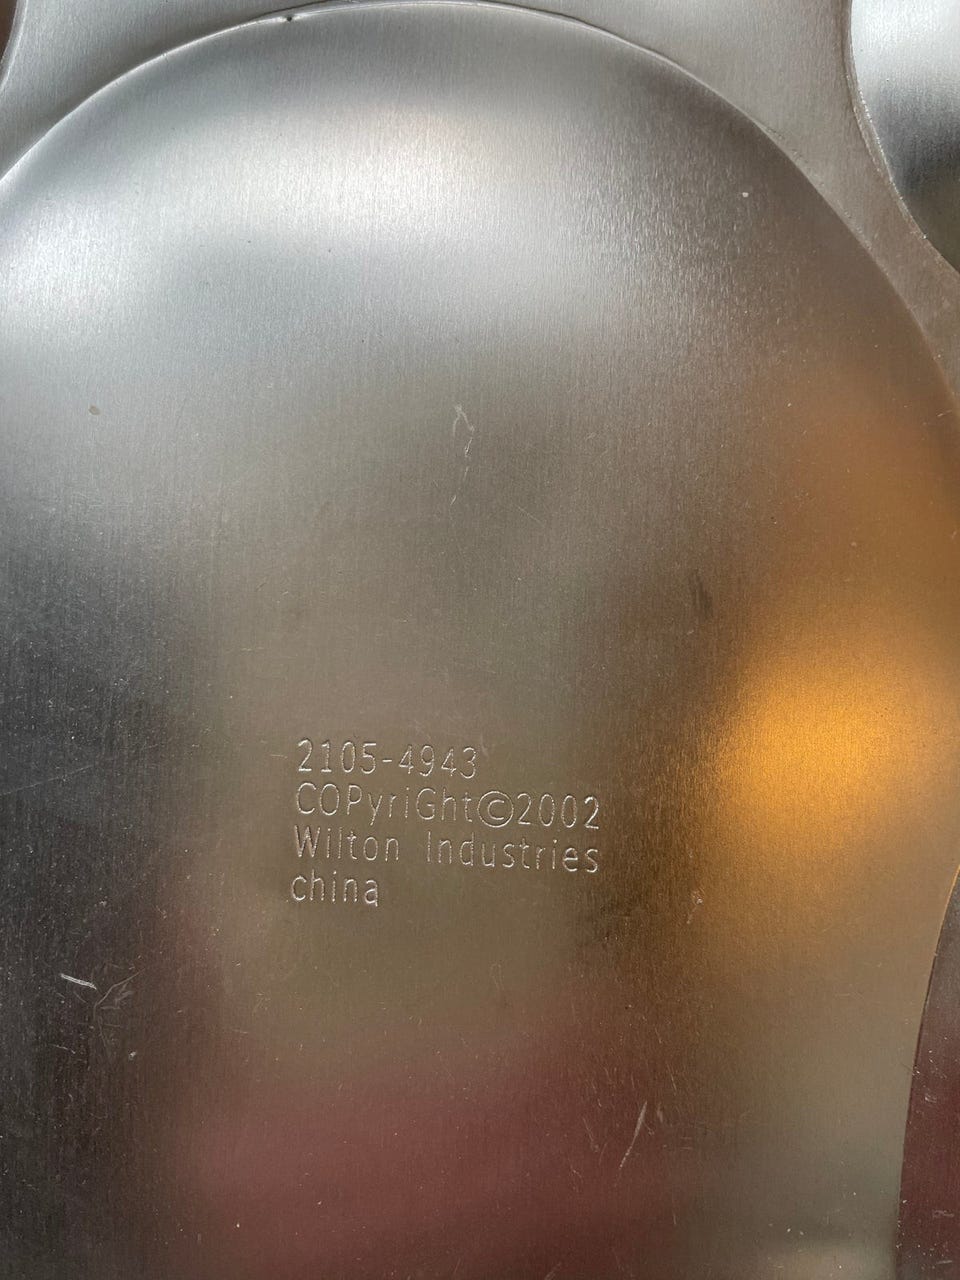 2105-4943
COPyriGht©2002
Wilton Industries
china